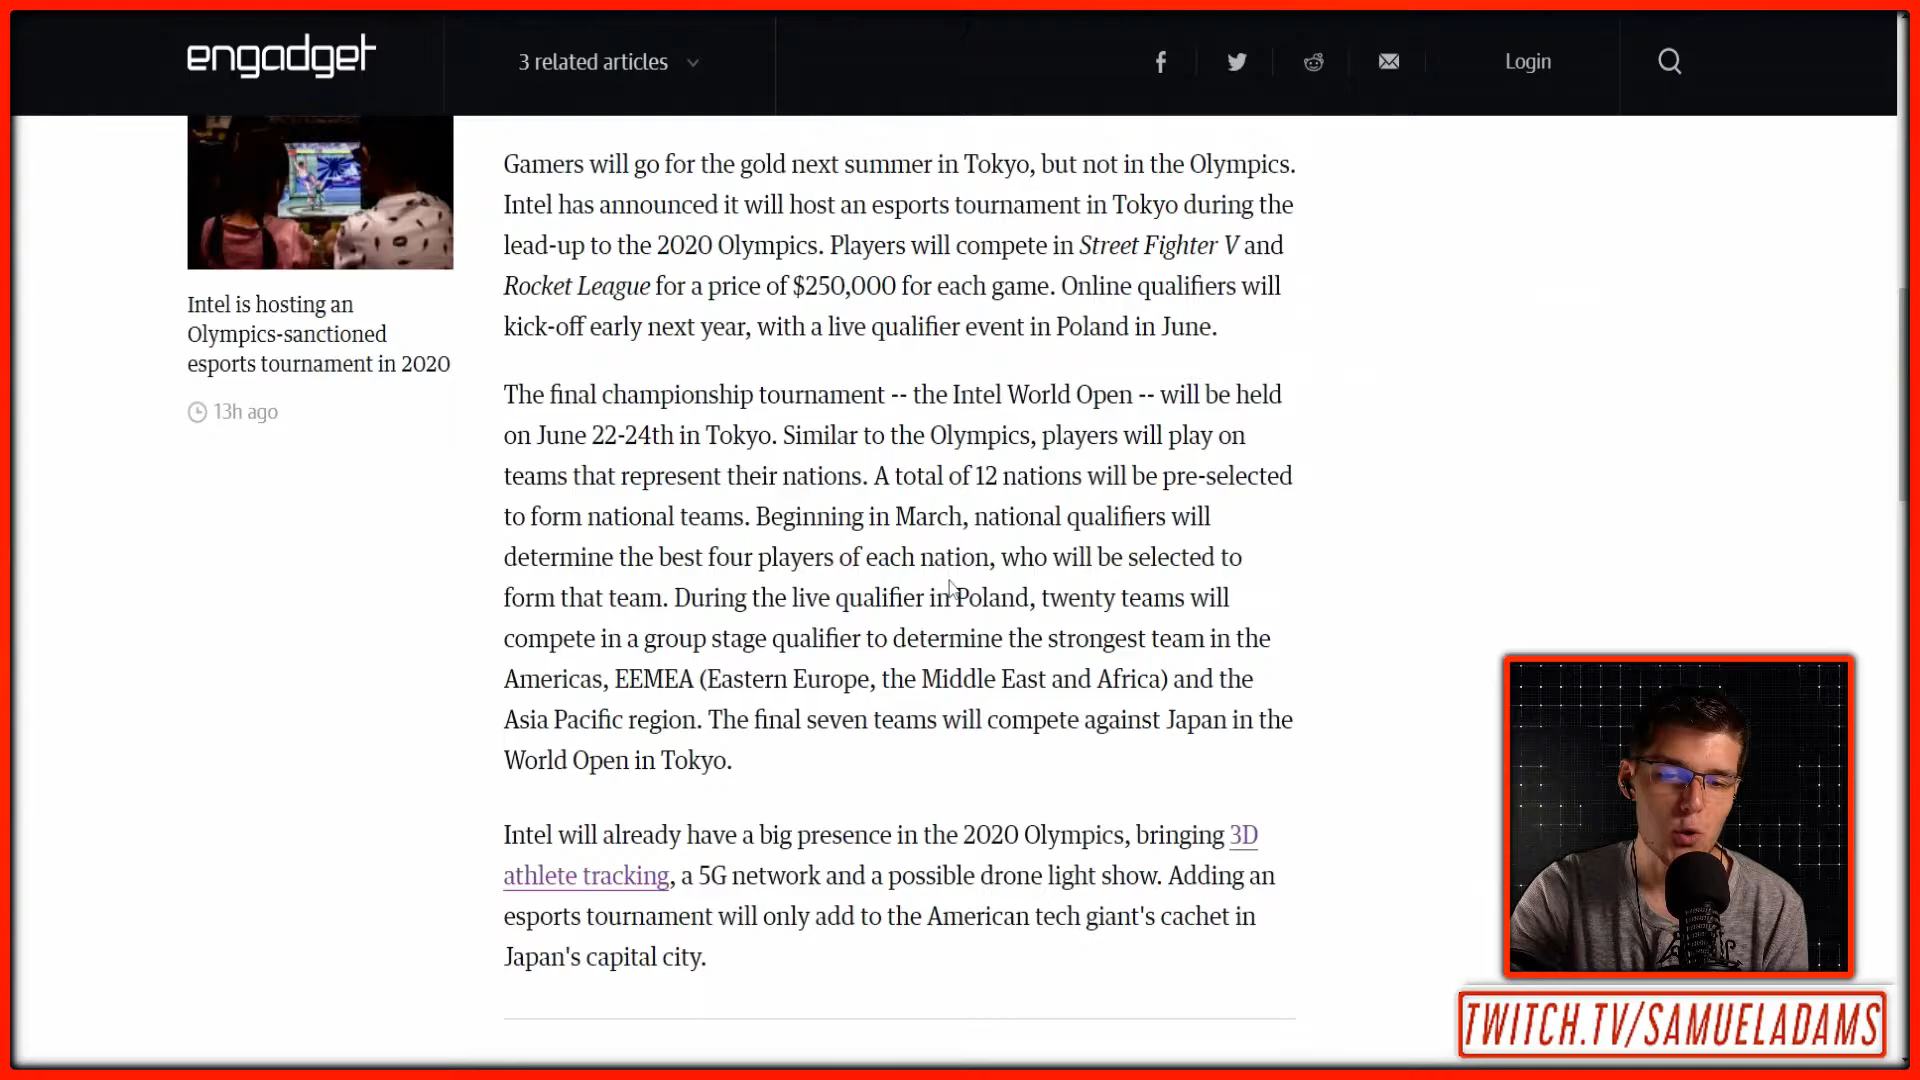 engadget
3 related articles
Login
Intel is hosting an
Olympics-sanctioned
esports tournament in 2020
13h ago
Gamers will go for the gold next summer in Tokyo, but not in the Olympics.
Intel has announced it will host an esports tournament in Tokyo during the
lead-up to the 2020 Olympics. Players will compete in Street Fighter V and
Rocket League for a price of $250,000 for each game. Online qualifiers will
kick-off early next year, with a live qualifier event in Poland in June.
The final championship tournament -- the Intel World Open -- will be held
on June 22-24th in Tokyo. Similar to the Olympics, players will play on
teams that represent their nations. A total of 12 nations will be pre-selected
to form national teams. Beginning in March, national qualifiers will
determine the best four players of each nation, who will be selected to
form that team. During the live qualifier in Poland, twenty teams will
compete in a group stage qualifier to determine the strongest team in the
Americas, EEMEA (Eastern Europe, the Middle East and Africa) and the
Asia Pacific region. The final seven teams will compete against Japan in the
World Open in Tokyo.
Intel will already have a big presence in the 2020 Olympics, bringing 3D
athlete tracking, a 5G network and a possible drone light show. Adding an
esports tournament will only add to the American tech giant's cachet in
Japan's capital city.
TWITCH.TV/SAMUELADAMS